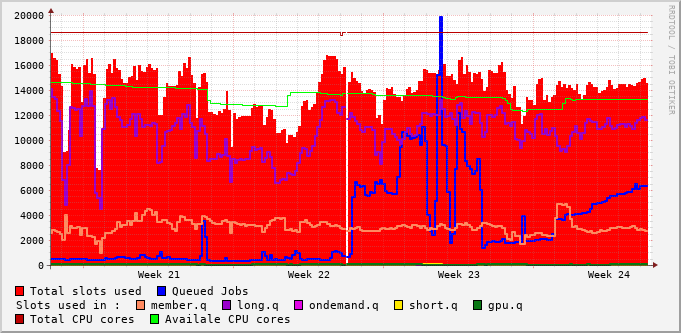 20000
18000
16000
14000
12000
10000
8000
6000
4000
2000
0
Week 21 Week 22 Week 23 Week 24
Total slots used Queued Jobs
Slots used in : member.q long.q ondemand.q short.q gpu.q
Total CPU cores Availale CPU cores
RRDTOOL / TOBI OETIKER